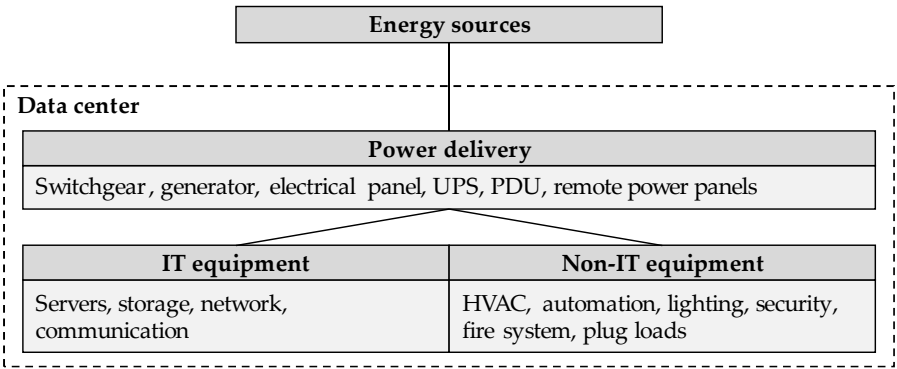 Energy sources
Data center
Power delivery
Switchgear, generator, electrical panel, UPS, PDU, remote power panels
IT equipment
Servers, storage, network,
communication
Non-IT equipment
HVAC, automation, lighting, security,
fire system, plug loads